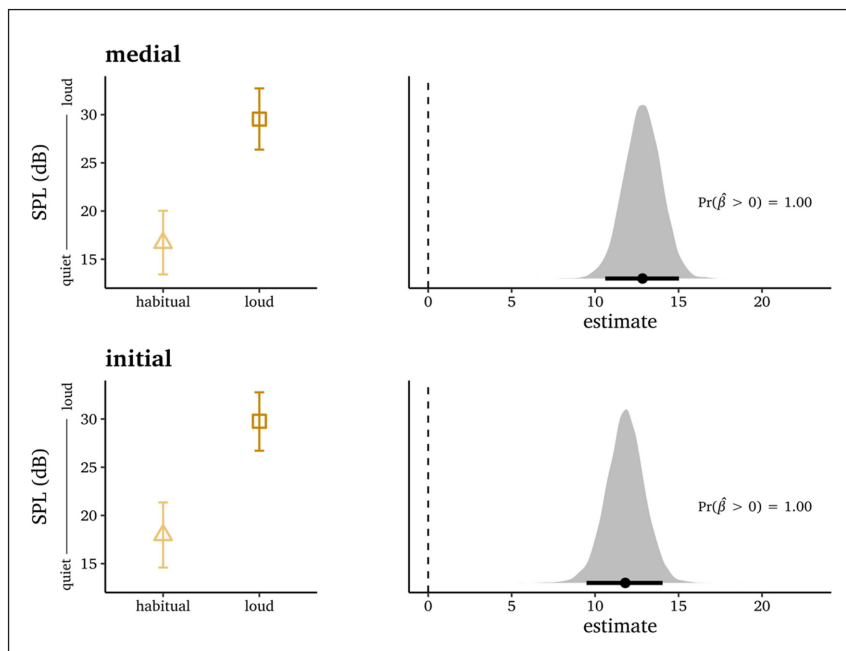 medial
SPL (dB)
quiet loud
30
25
20
15
habitual loud
Pr(β̂ > 0) = 1.00
0 5 10 15 20
estimate
initial
SPL (dB)
quiet loud
30
25
20
15
habitual loud
Pr(β̂ > 0) = 1.00
0 5 10 15 20
estimate